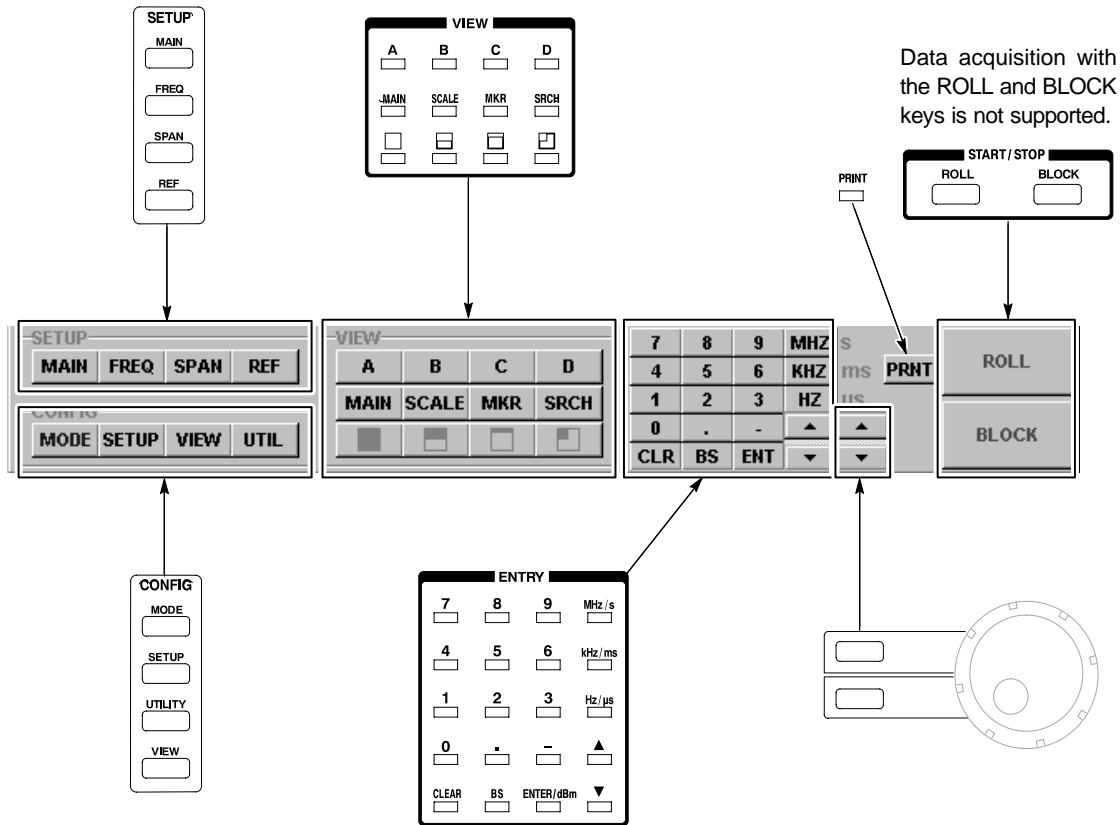 SETUP
MAIN
FREQ
SPAN
REF
VIEW
A B C D
MAIN SCALE MKR SRCH
Data acquisition with
the ROLL and BLOCK
keys is not supported.
START/STOP
ROLL BLOCK
PRINT
SETUP
MAIN FREQ SPAN REF
CONFIG
MODE SETUP VIEW UTIL
VIEW
A B C D
MAIN SCALE MKR SRCH
7 8 9 MHZ s
4 5 6 KHZ ms
1 2 3 HZ µs
0 . - ▲ ▲
CLR BS ENT ▼ ▼
PRNT
ROLL
BLOCK
CONFIG
MODE
SETUP
UTILITY
VIEW
ENTRY
7 8 9 MHz/s
4 5 6 kHz/ms
1 2 3 Hz/µs
0 . – ▲
CLEAR BS ENTER/dBm ▼